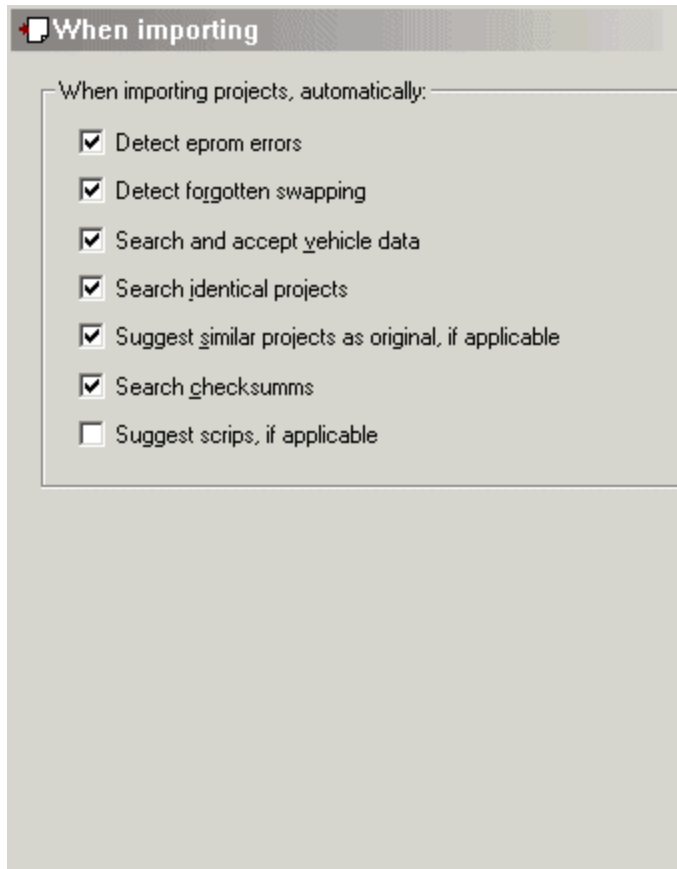 When importing
When importing projects, automatically:
Detect eprom errors
Detect forgotten swapping
Search and accept vehicle data
Search identical projects
Suggest similar projects as original, if applicable
Search checksumms
Suggest scrips, if applicable